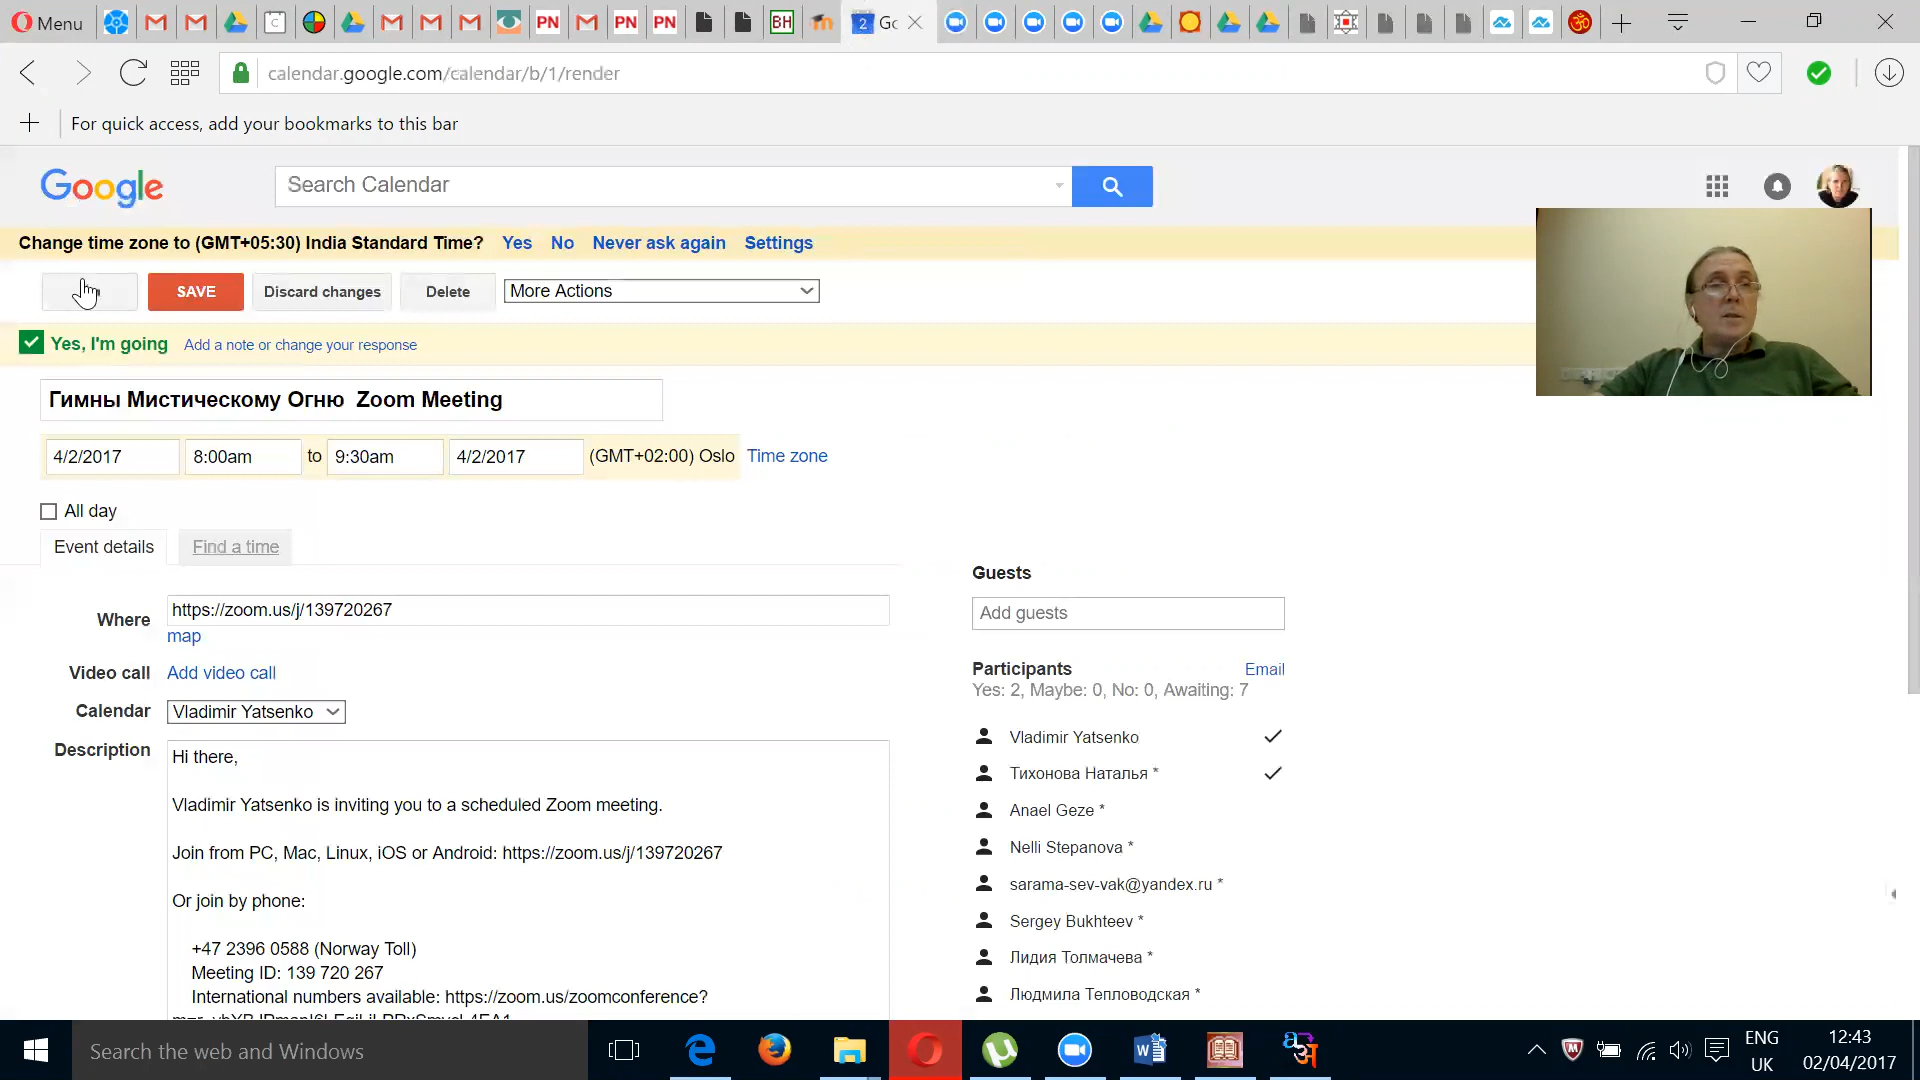 Menu
C
PN
PN
PN
BH
2 Go
calendar.google.com/calendar/b/1/render
For quick access, add your bookmarks to this bar
Google
Search Calendar
Change time zone to (GMT+05:30) India Standard Time? Yes No Never ask again Settings
SAVE
Discard changes
Delete
More Actions
Yes, I'm going Add a note or change your response
Гимны Мистическому Огню Zoom Meeting
4/2/2017 8:00am to 9:30am 4/2/2017 (GMT+02:00) Oslo Time zone
All day
Event details Find a time
Where https://zoom.us/j/139720267
map
Video call Add video call
Calendar Vladimir Yatsenko
Description Hi there,
Vladimir Yatsenko is inviting you to a scheduled Zoom meeting.
Join from PC, Mac, Linux, iOS or Android: https://zoom.us/j/139720267
Or join by phone:
+47 2396 0588 (Norway Toll)
Meeting ID: 139 720 267
International numbers available: https://zoom.us/zoomconference?
Guests
Add guests
Participants Email
Yes: 2, Maybe: 0, No: 0, Awaiting: 7
Vladimir Yatsenko
Тихонова Наталья *
Anael Geze *
Nelli Stepanova *
sarama-sev-vak@yandex.ru *
Sergey Bukhteev *
Лидия Толмачева *
Людмила Тепловодская *
Search the web and Windows
ENG
UK
12:43
02/04/2017